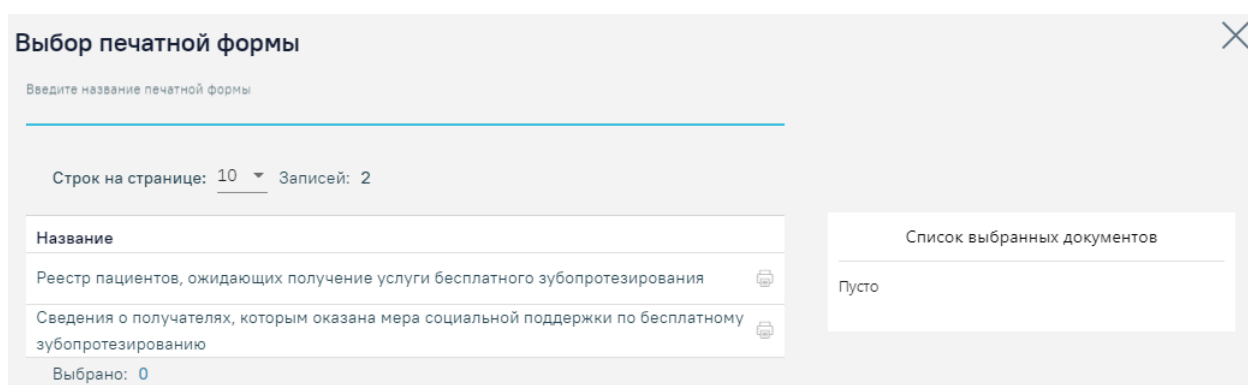 Выбор печатной формы
Введите название печатной формы
Строк на странице: 10 Записей: 2
Название
Реестр пациентов, ожидающих получение услуги бесплатного зубопротезирования
Сведения о получателях, которым оказана мера социальной поддержки по бесплатному
зубопротезированию
Выбрано: 0
Список выбранных документов
Пусто